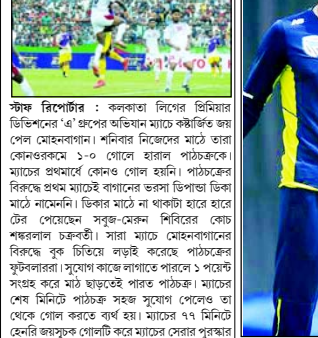 স্টাফ রিপোর্টার : কলকাতা লিগের প্রিমিয়ার
ডিভিশনের ‘এ’ গ্রুপের অভিযান ম্যাচে কষ্টার্জিত জয়
পেল মোহনবাগান। শনিবার নিজেদের মাঠে তারা
কোনওরকমে ১-০ গোলে হারাল পাঠচক্রকে।
ম্যাচের প্রথমার্ধে কোনও গোল হয়নি। পাঠচক্রের
বিরুদ্ধে প্রথম ম্যাচেই বাগানের ভরসা ডিপান্ডা ডিকা
মাঠে নামেননি। ডিকার মাঠে না থাকাটা হারে হারে
টের পেয়েছেন সবুজ-মেরুন শিবিরের কোচ
শঙ্করলাল চক্রবর্তী। সারা ম্যাচে মোহনবাগানের
বিরুদ্ধে বুক চিতিয়ে লড়াই করেছে পাঠচক্রের
ফুটবলাররা। সুযোগ কাজে লাগাতে পারলে ১ পয়েন্ট
সংগ্রহ করে মাঠ ছাড়তেই পারত পাঠচক্র। ম্যাচের
শেষ মিনিটে পাঠচক্র সহজ সুযোগ পেলেও তা
থেকে গোল করতে ব্যর্থ হয়। ম্যাচের ৭৭ মিনিটে
হেনরি জয়সূচক গোলটি করে ম্যাচের সেরার পুরস্কার